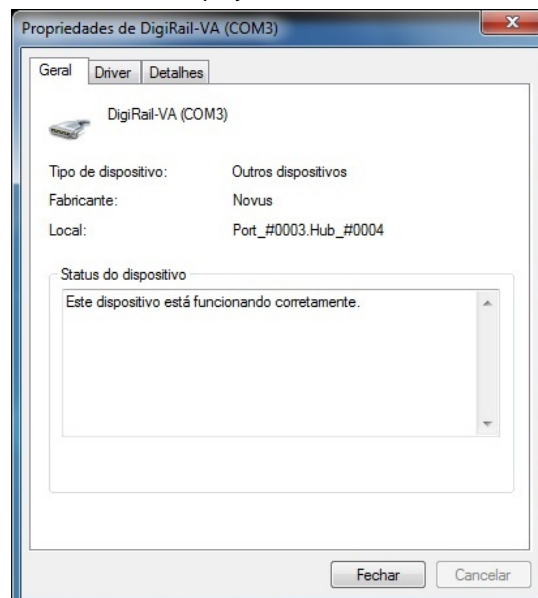 Propriedades de DigiRail-VA (COM3)
Geral Driver Detalhes
DigiRail-VA (COM3)
Tipo de dispositivo: Outros dispositivos
Fabricante: Novus
Local: Port_#0003.Hub_#0004
Status do dispositivo
Este dispositivo está funcionando corretamente.
Fechar Cancelar